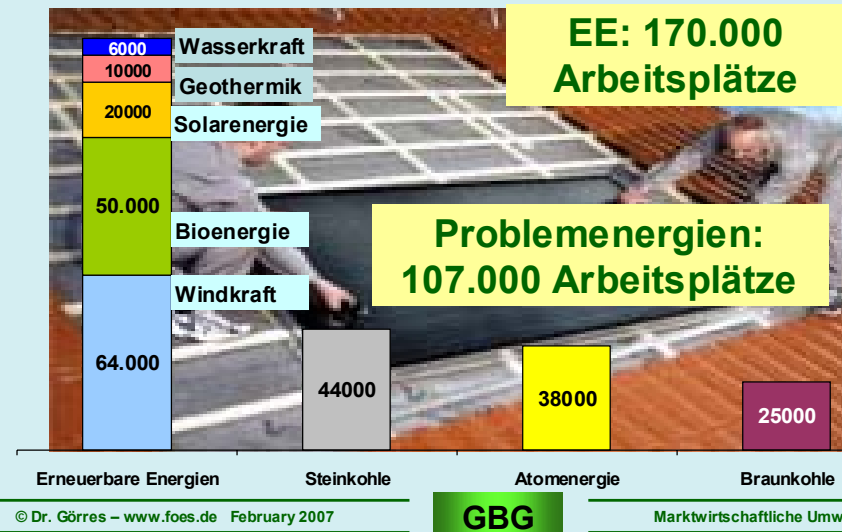 EE: 170.000
Arbeitsplätze
6000
Wasserkraft
10000
Geothermik
20000
Solarenergie
50.000
Bioenergie
Problemenergien:
107.000 Arbeitsplätze
Windkraft
64.000
44000
38000
25000
Erneuerbare Energien
Steinkohle
Atomenergie
Braunkohle
© Dr. Görres – www.foes.de February 2007
GBG
Marktwirtschaftliche Umw